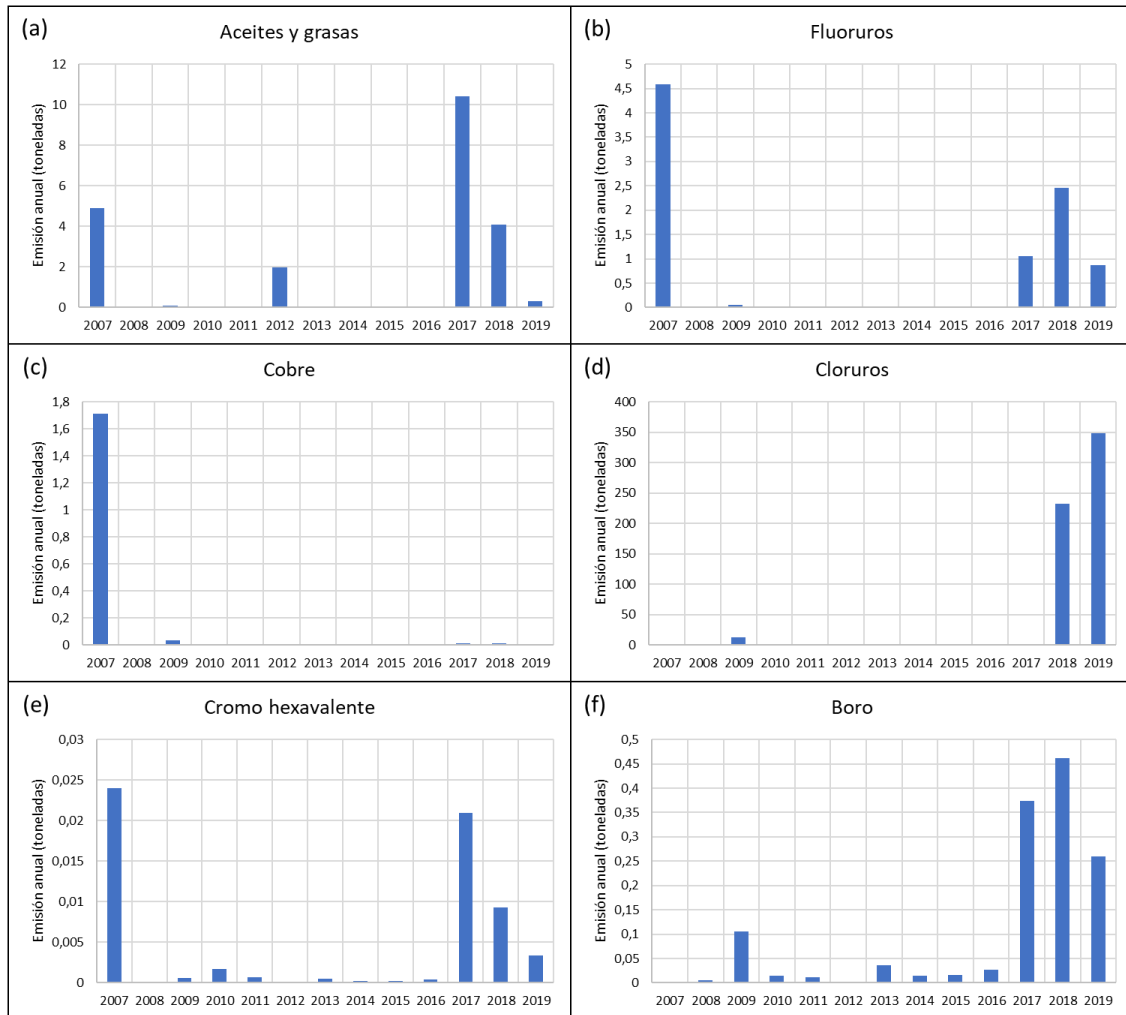 (a)
Aceites y grasas
Emisión anual (toneladas)
12
10
8
6
4
2
0
2007 2008 2009 2010 2011 2012 2013 2014 2015 2016 2017 2018 2019
(b)
Fluoruros
Emisión anual (toneladas)
5
4,5
4
3,5
3
2,5
2
1,5
1
0,5
0
2007 2008 2009 2010 2011 2012 2013 2014 2015 2016 2017 2018 2019
(c)
Cobre
Emisión anual (toneladas)
1,8
1,6
1,4
1,2
1
0,8
0,6
0,4
0,2
0
2007 2008 2009 2010 2011 2012 2013 2014 2015 2016 2017 2018 2019
(d)
Cloruros
Emisión anual (toneladas)
400
350
300
250
200
150
100
50
0
2007 2008 2009 2010 2011 2012 2013 2014 2015 2016 2017 2018 2019
(e)
Cromo hexavalente
Emisión anual (toneladas)
0,03
0,025
0,02
0,015
0,01
0,005
0
2007 2008 2009 2010 2011 2012 2013 2014 2015 2016 2017 2018 2019
(f)
Boro
Emisión anual (toneladas)
0,5
0,45
0,4
0,35
0,3
0,25
0,2
0,15
0,1
0,05
0
2007 2008 2009 2010 2011 2012 2013 2014 2015 2016 2017 2018 2019